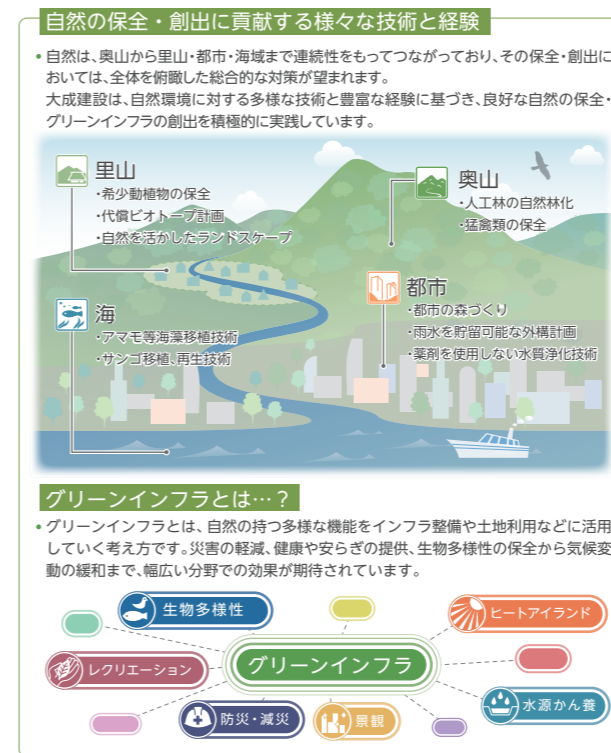 自然の保全・創出に貢献する様々な技術と経験
•自然は、奥山から里山・都市・海域まで連続性をもってつながっており、その保全・創出に
おいては、全体を俯瞰した総合的な対策が望まれます。
大成建設は、自然環境に対する多様な技術と豊富な経験に基づき、良好な自然の保全・
グリーンインフラの創出を積極的に実践しています。
里山
・希少動植物の保全
・代償ビオトープ計画
・自然を活かしたランドスケープ
奥山
・人工林の自然林化
・猛禽類の保全
海
・アマモ等海藻移植技術
・サンゴ移植、再生技術
都市
・都市の森づくり
・雨水を貯留可能な外構計画
・薬剤を使用しない水質浄化技術
グリーンインフラとは…？
•グリーンインフラとは、自然の持つ多様な機能をインフラ整備や土地利用などに活用
していく考え方です。災害の軽減、健康や安らぎの提供、生物多様性の保全から気候変
動の緩和まで、幅広い分野での効果が期待されています。
生物多様性
ヒートアイランド
レクリエーション
グリーンインフラ
防災・減災
景観
水源かん養